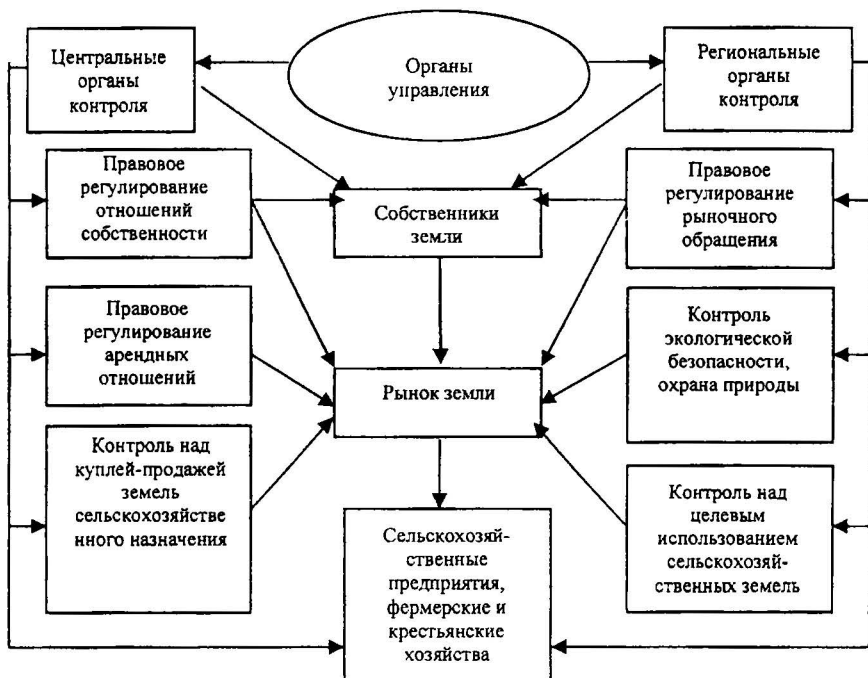 Центральные
органы
контроля
Органы
управления
Региональные
органы
контроля
Правовое
регулирование
отношений
собственности
Собственники
земли
Правовое
регулирование
рыночного
обращения
Правовое
регулирование
арендных
отношений
Рынок земли
Контроль
экологической
безопасности,
охрана природы
Контроль над
куплей-продажей
земель
сельскохозяйстве
нного назначения
Сельскохозяй-
ственные
предприятия,
фермерские и
крестьянские
хозяйства
Контроль над
целевым
использованием
сельскохозяй-
ственных земель